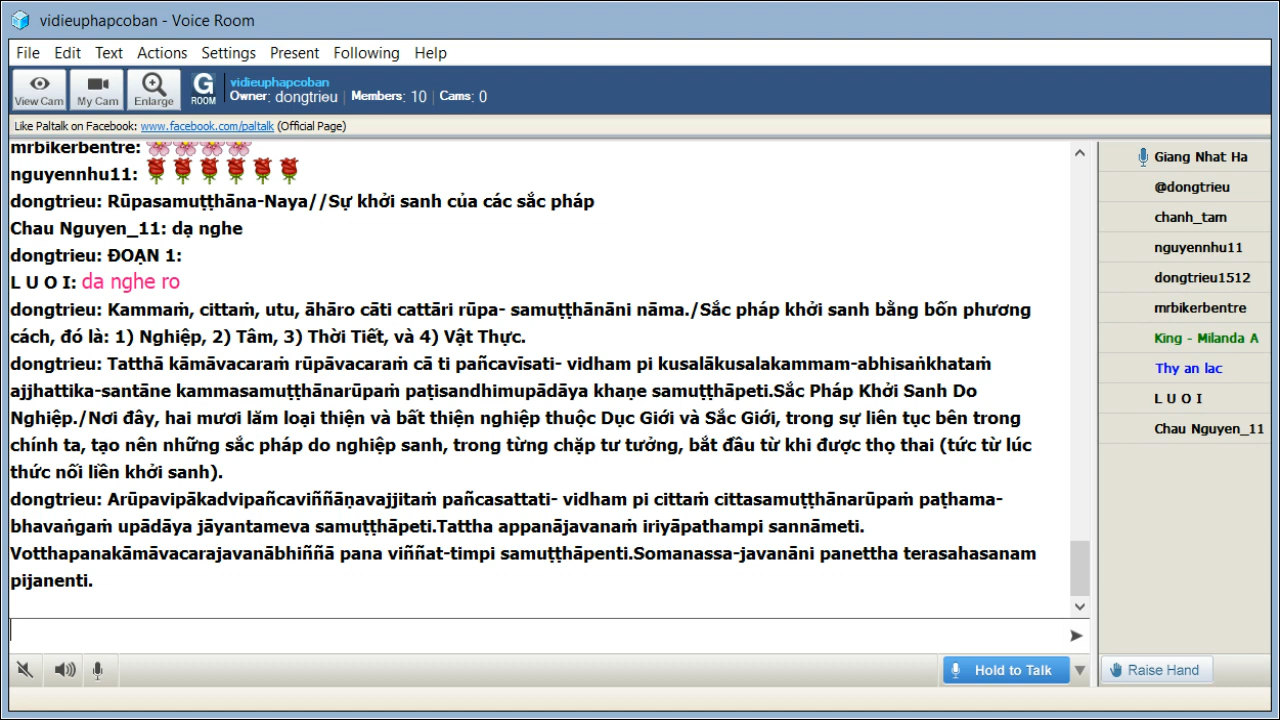 vidieuphapcoban - Voice Room
File Edit Text Actions Settings Present Following Help
View Cam My Cam Enlarge G ROOM
vidieuphapcoban
Owner: dongtrieu | Members: 10 | Cams: 0
Like Paltalk on Facebook: www.facebook.com/paltalk (Official Page)
mrbikerbentre:
nguyennhu11:
dongtrieu: Rūpasamuṭṭhāna-Naya//Sự khởi sanh của các sắc pháp
Chau Nguyen_11: dạ nghe
dongtrieu: ĐOẠN 1:
L U O I: da nghe ro
dongtrieu: Kammaṁ, cittaṁ, utu, āhāro cāti cattāri rūpa- samuṭṭhānāni nāma./Sắc pháp khởi sanh bằng bốn phương
cách, đó là: 1) Nghiệp, 2) Tâm, 3) Thời Tiết, và 4) Vật Thực.
dongtrieu: Tatthā kāmāvacaraṁ rūpāvacaraṁ cā ti pañcavīsati- vidham pi kusalākusalakammam-abhisaṅkhataṁ
ajjhattika-santāne kammasamuṭṭhānarūpaṁ paṭisandhimupādāya khaṇe samuṭṭhāpeti.Sắc Pháp Khởi Sanh Do
Nghiệp./Nơi đây, hai mươi lăm loại thiện và bất thiện nghiệp thuộc Dục Giới và Sắc Giới, trong sự liên tục bên trong
chính ta, tạo nên những sắc pháp do nghiệp sanh, trong từng chặp tư tưởng, bắt đầu từ khi được thọ thai (tức từ lúc
thức nối liền khởi sanh).
dongtrieu: Arūpavipākadvipañcaviññāṇavajjitaṁ pañcasattati- vidham pi cittaṁ cittasamuṭṭhānarūpaṁ paṭhama-
bhavaṅgaṁ upādāya jāyantameva samuṭṭhāpeti.Tattha appanājavanaṁ iriyāpathampi sannāmeti.
Votthapanakāmāvacarajavanābhiññā pana viññat-timpi samuṭṭhāpenti.Somanassa-javanāni panettha terasahasanam
pijanenti.
Giang Nhat Ha
@dongtrieu
chanh_tam
nguyennhu11
dongtrieu1512
mrbikerbentre
King - Milanda A
Thy an lac
L U O I
Chau Nguyen_11
Hold to Talk
Raise Hand